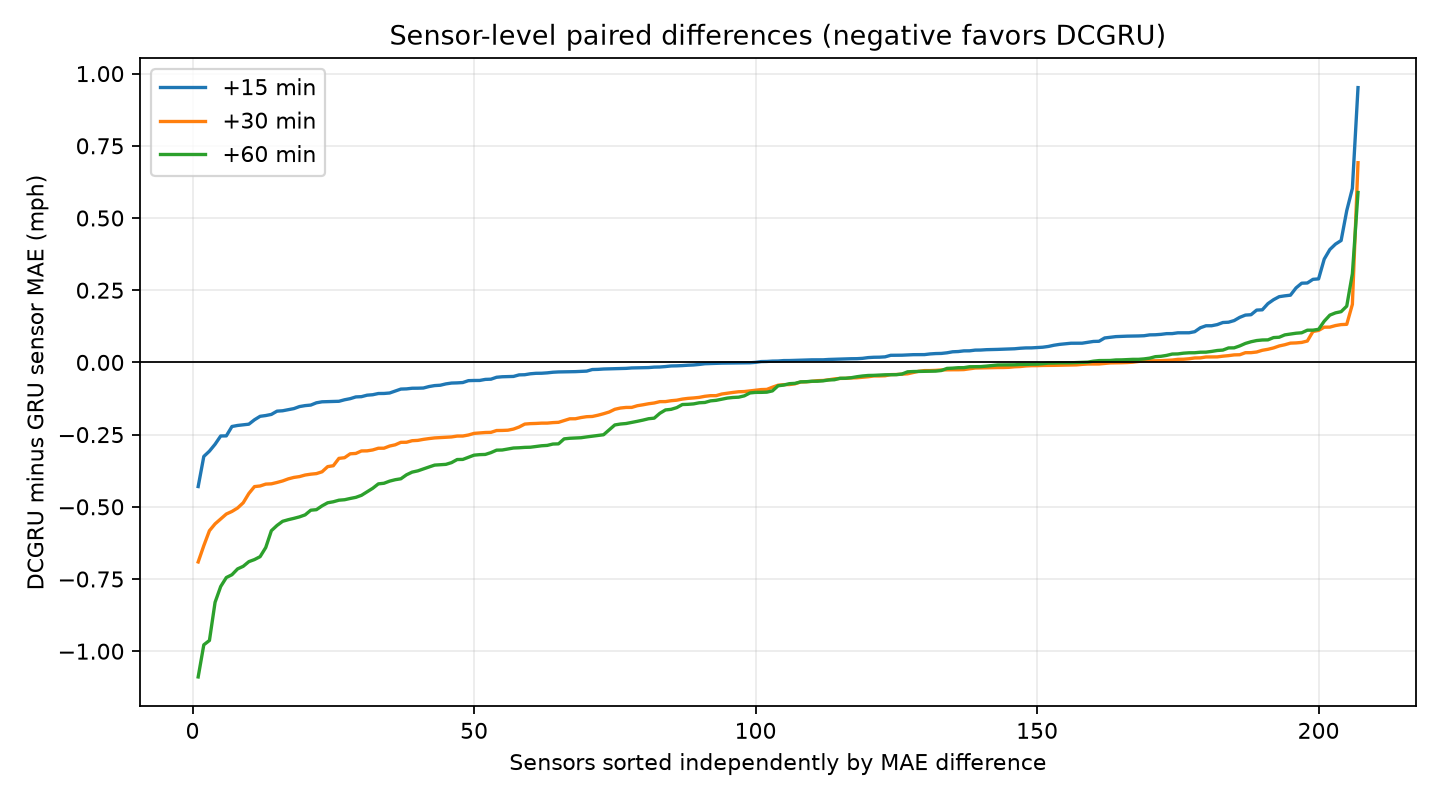 Sensor-level paired differences (negative favors DCGRU)
+15 min
+30 min
+60 min
DCGRU minus GRU sensor MAE (mph)
1.00
0.75
0.50
0.25
0.00
−0.25
−0.50
−0.75
−1.00
0
50
100
150
200
Sensors sorted independently by MAE difference